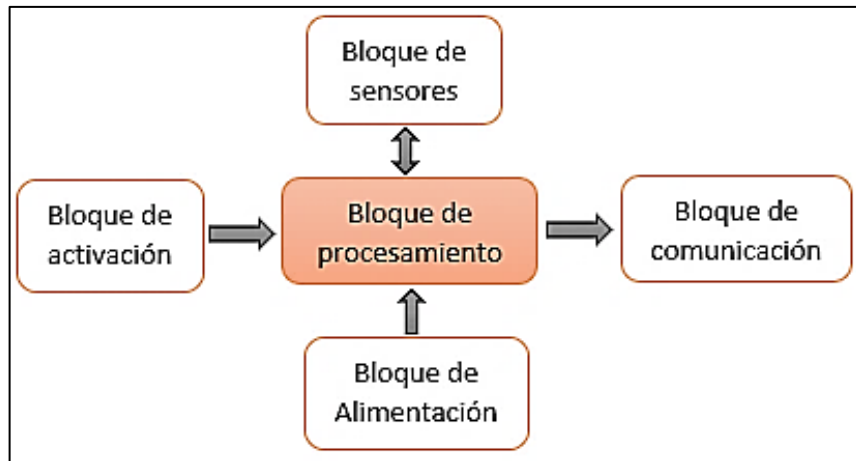 Bloque de
sensores
Bloque de
activación
Bloque de
procesamiento
Bloque de
comunicación
Bloque de
Alimentación